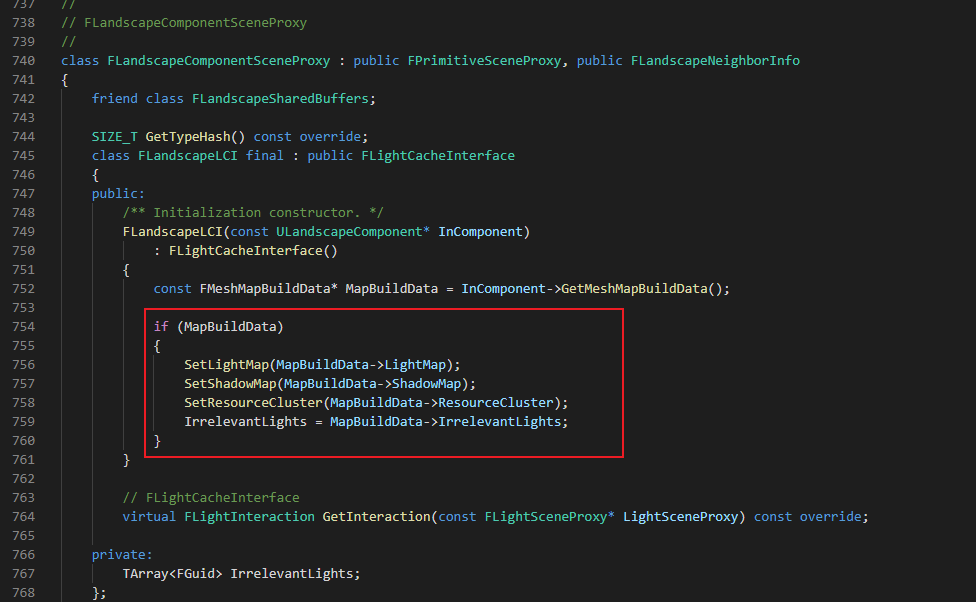 737 //
738 // FLandscapeComponentSceneProxy
739 //
740 class FLandscapeComponentSceneProxy : public FPrimitiveSceneProxy, public FLandscapeNeighborInfo
741 {
742 friend class FLandscapeSharedBuffers;
743
744 SIZE_T GetTypeHash() const override;
745 class FLandscapeLCI final : public FLightCacheInterface
746 {
747 public:
748 /** Initialization constructor. */
749 FLandscapeLCI(const ULandscapeComponent* InComponent)
750 : FLightCacheInterface()
751 {
752 const FMeshMapBuildData* MapBuildData = InComponent->GetMeshMapBuildData();
753
754 if (MapBuildData)
755 {
756 SetLightMap(MapBuildData->LightMap);
757 SetShadowMap(MapBuildData->ShadowMap);
758 SetResourceCluster(MapBuildData->ResourceCluster);
759 IrrelevantLights = MapBuildData->IrrelevantLights;
760 }
761 }
762
763 // FLightCacheInterface
764 virtual FLightInteraction GetInteraction(const FLightSceneProxy* LightSceneProxy) const override;
765
766 private:
767 TArray<FGuid> IrrelevantLights;
768 };